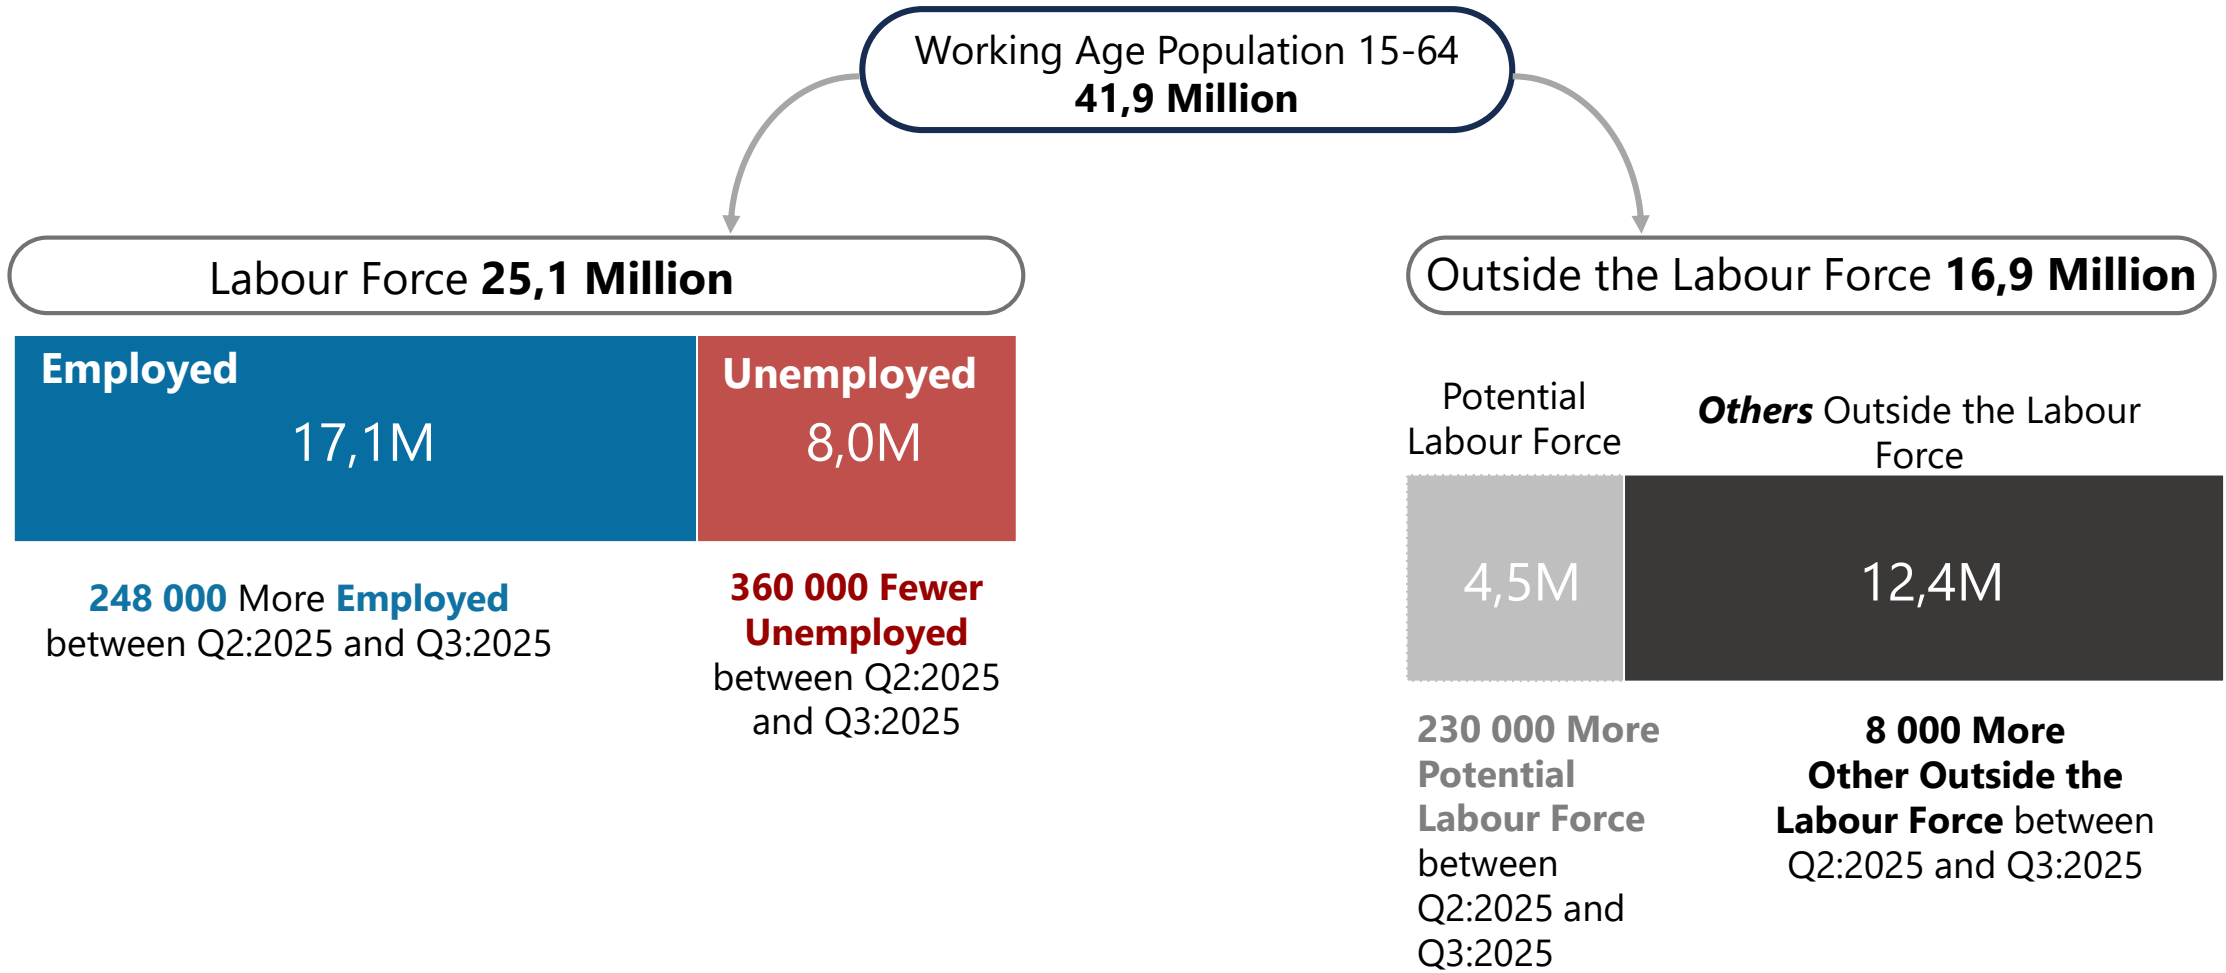 Working Age Population 15-64
41,9 Million
Labour Force 25,1 Million
Employed
17,1M
Unemployed
8,0M
248 000 More Employed
between Q2:2025 and Q3:2025
360 000 Fewer
Unemployed
between Q2:2025
and Q3:2025
Outside the Labour Force 16,9 Million
Potential
Labour Force
4,5M
Others Outside the Labour
Force
12,4M
230 000 More
Potential
Labour Force
between
Q2:2025 and
Q3:2025
8 000 More
Other Outside the
Labour Force between
Q2:2025 and Q3:2025